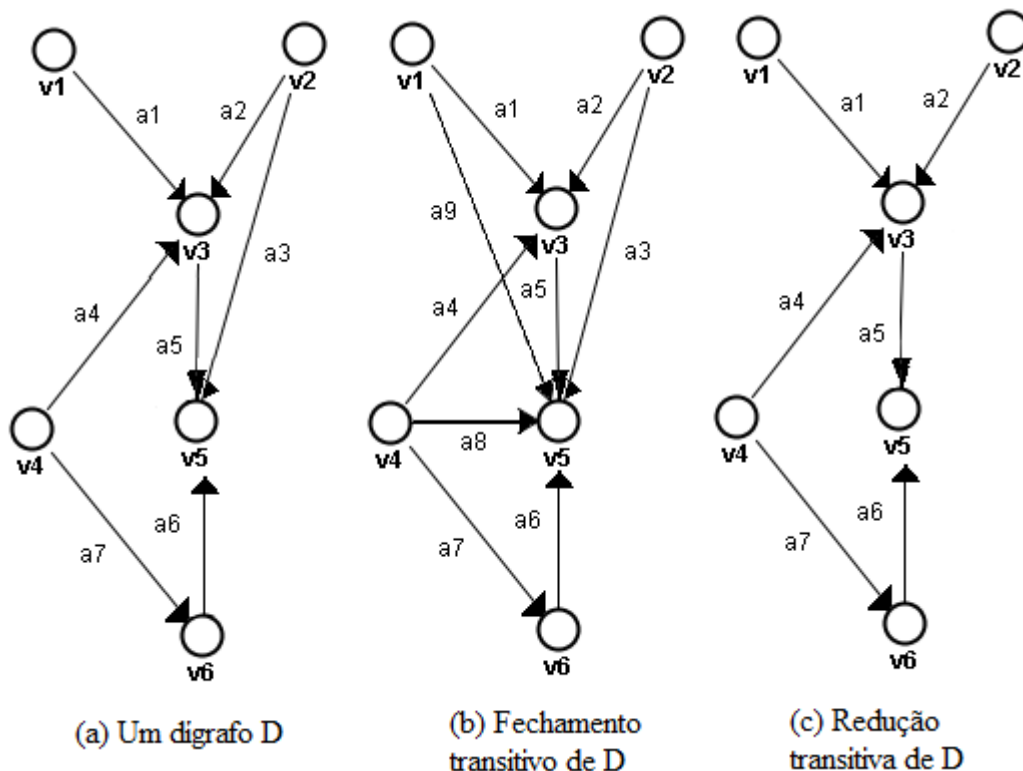 v1
v2
a1
a2
v3
a3
a4
a5
v4
v5
a6
a7
v6
(a) Um dígrafo D
v1
v2
a1
a2
a9
v3
a3
a4
a5
v4
a8
v5
a6
a7
v6
(b) Fechamento
transitivo de D
v1
v2
a1
a2
v3
a4
a5
v4
v5
a6
a7
v6
(c) Redução
transitiva de D